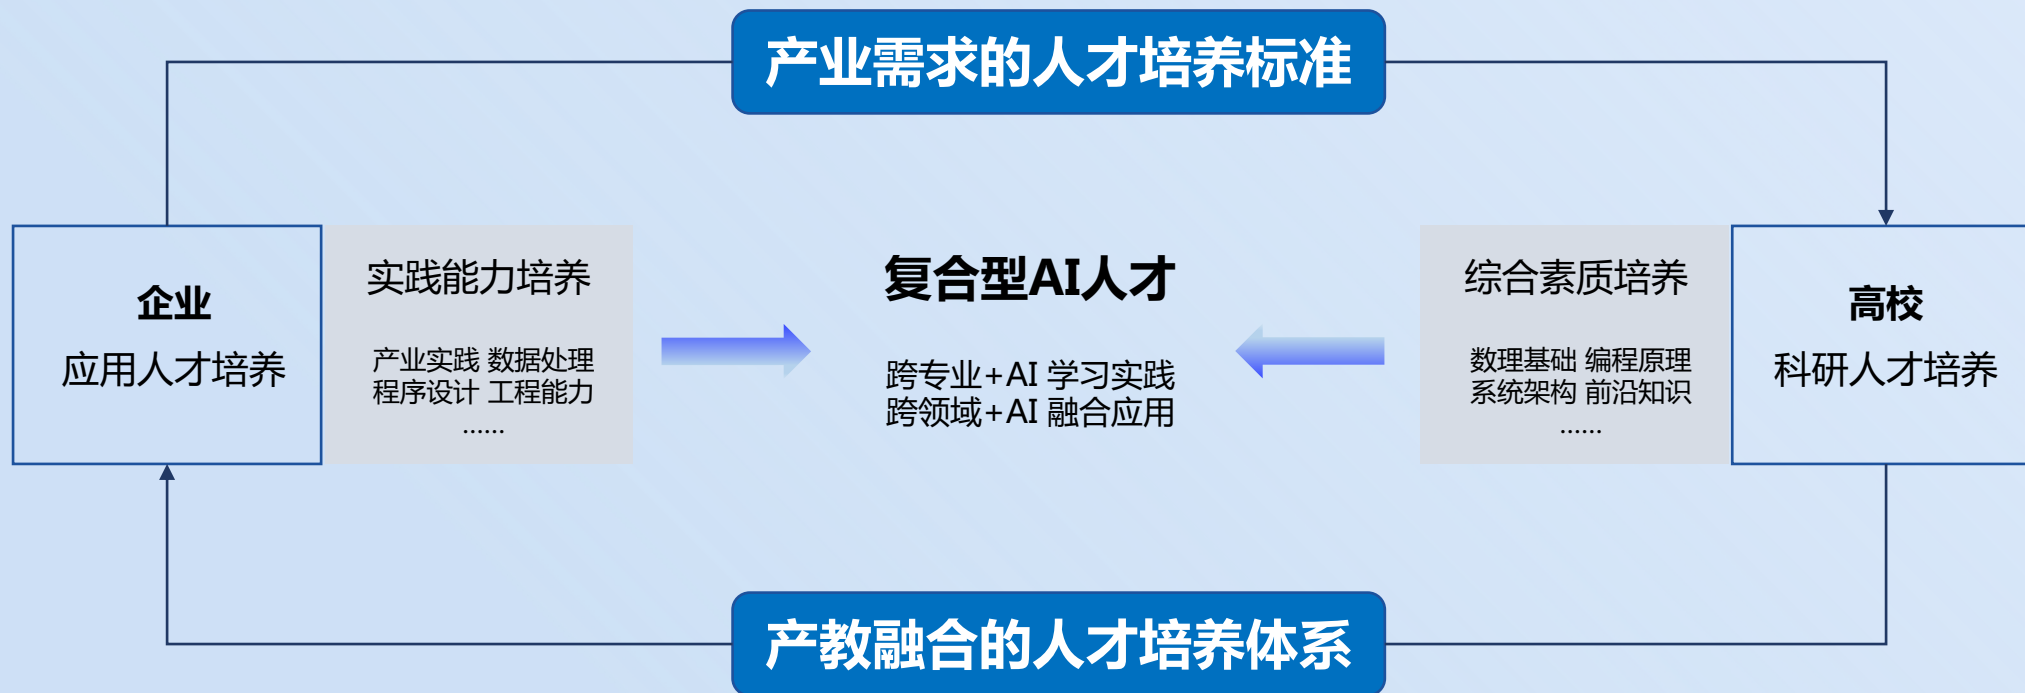 产业需求的人才培养标准
企业
应用人才培养
实践能力培养
产业实践 数据处理
程序设计 工程能力
......
复合型AI人才
跨专业+AI 学习实践
跨领域+AI 融合应用
综合素质培养
数理基础 编程原理
系统架构 前沿知识
......
高校
科研人才培养
产教融合的人才培养体系